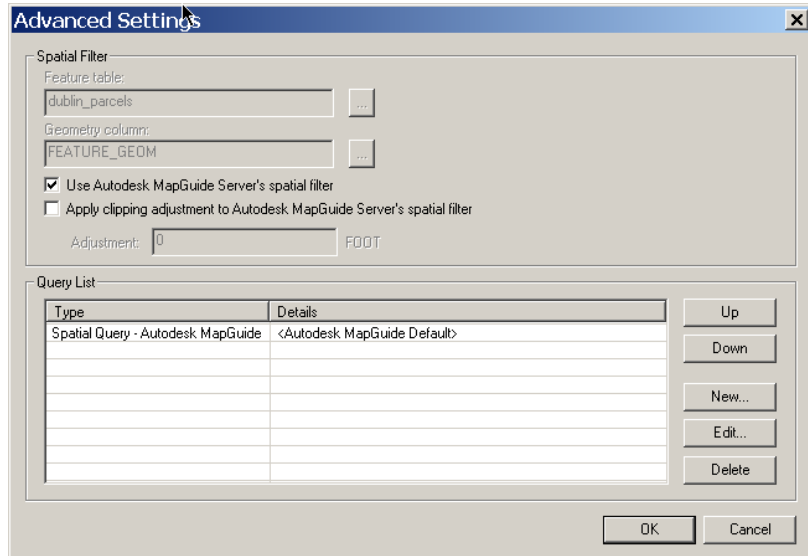 Advanced Settings
Spatial Filter
Feature table:
dublin_parcels
...
Geometry column:
FEATURE_GEOM
...
Use Autodesk MapGuide Server's spatial filter
Apply clipping adjustment to Autodesk MapGuide Server's spatial filter
Adjustment: 0 FOOT
Query List
Type Details Up
Spatial Query - Autodesk MapGuide <Autodesk MapGuide Default>
Down
New...
Edit...
Delete
OK Cancel